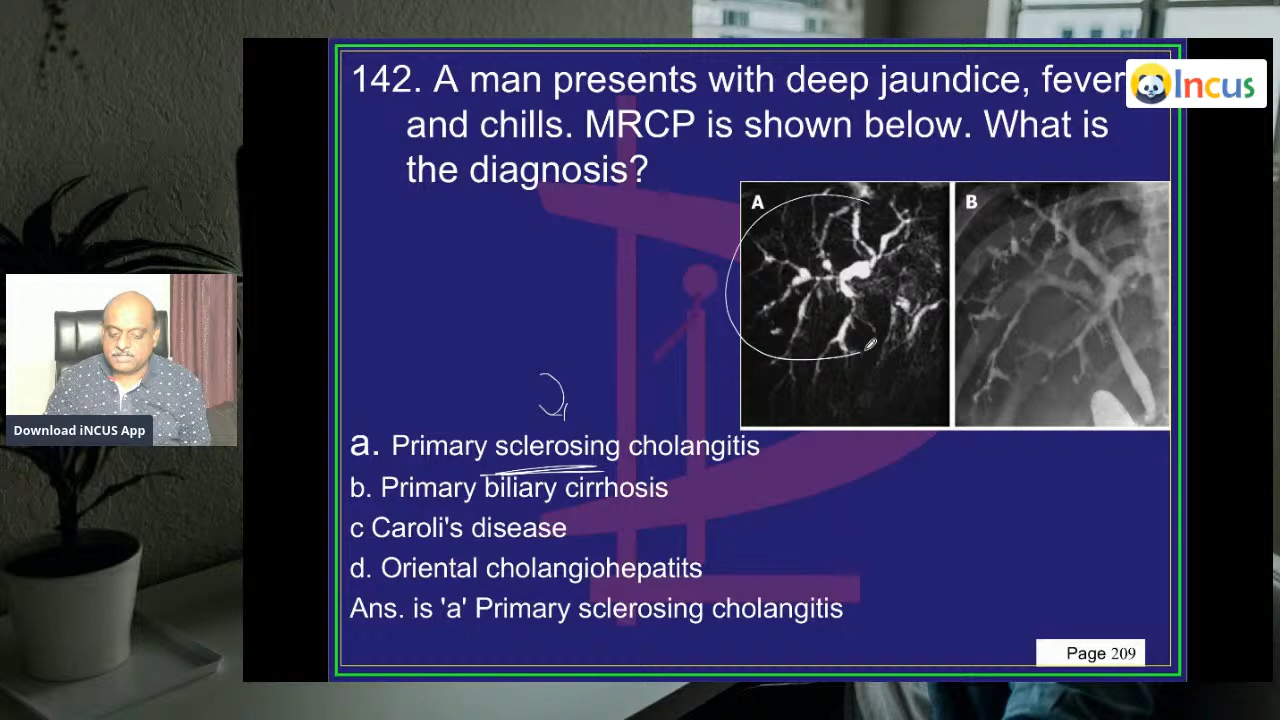 142. A man presents with deep jaundice, fever
and chills. MRCP is shown below. What is
the diagnosis?
Incus
A
B
Download iNCUS App
a. Primary sclerosing cholangitis
b. Primary biliary cirrhosis
c Caroli's disease
d. Oriental cholangiohepatits
Ans. is 'a' Primary sclerosing cholangitis
Page 209